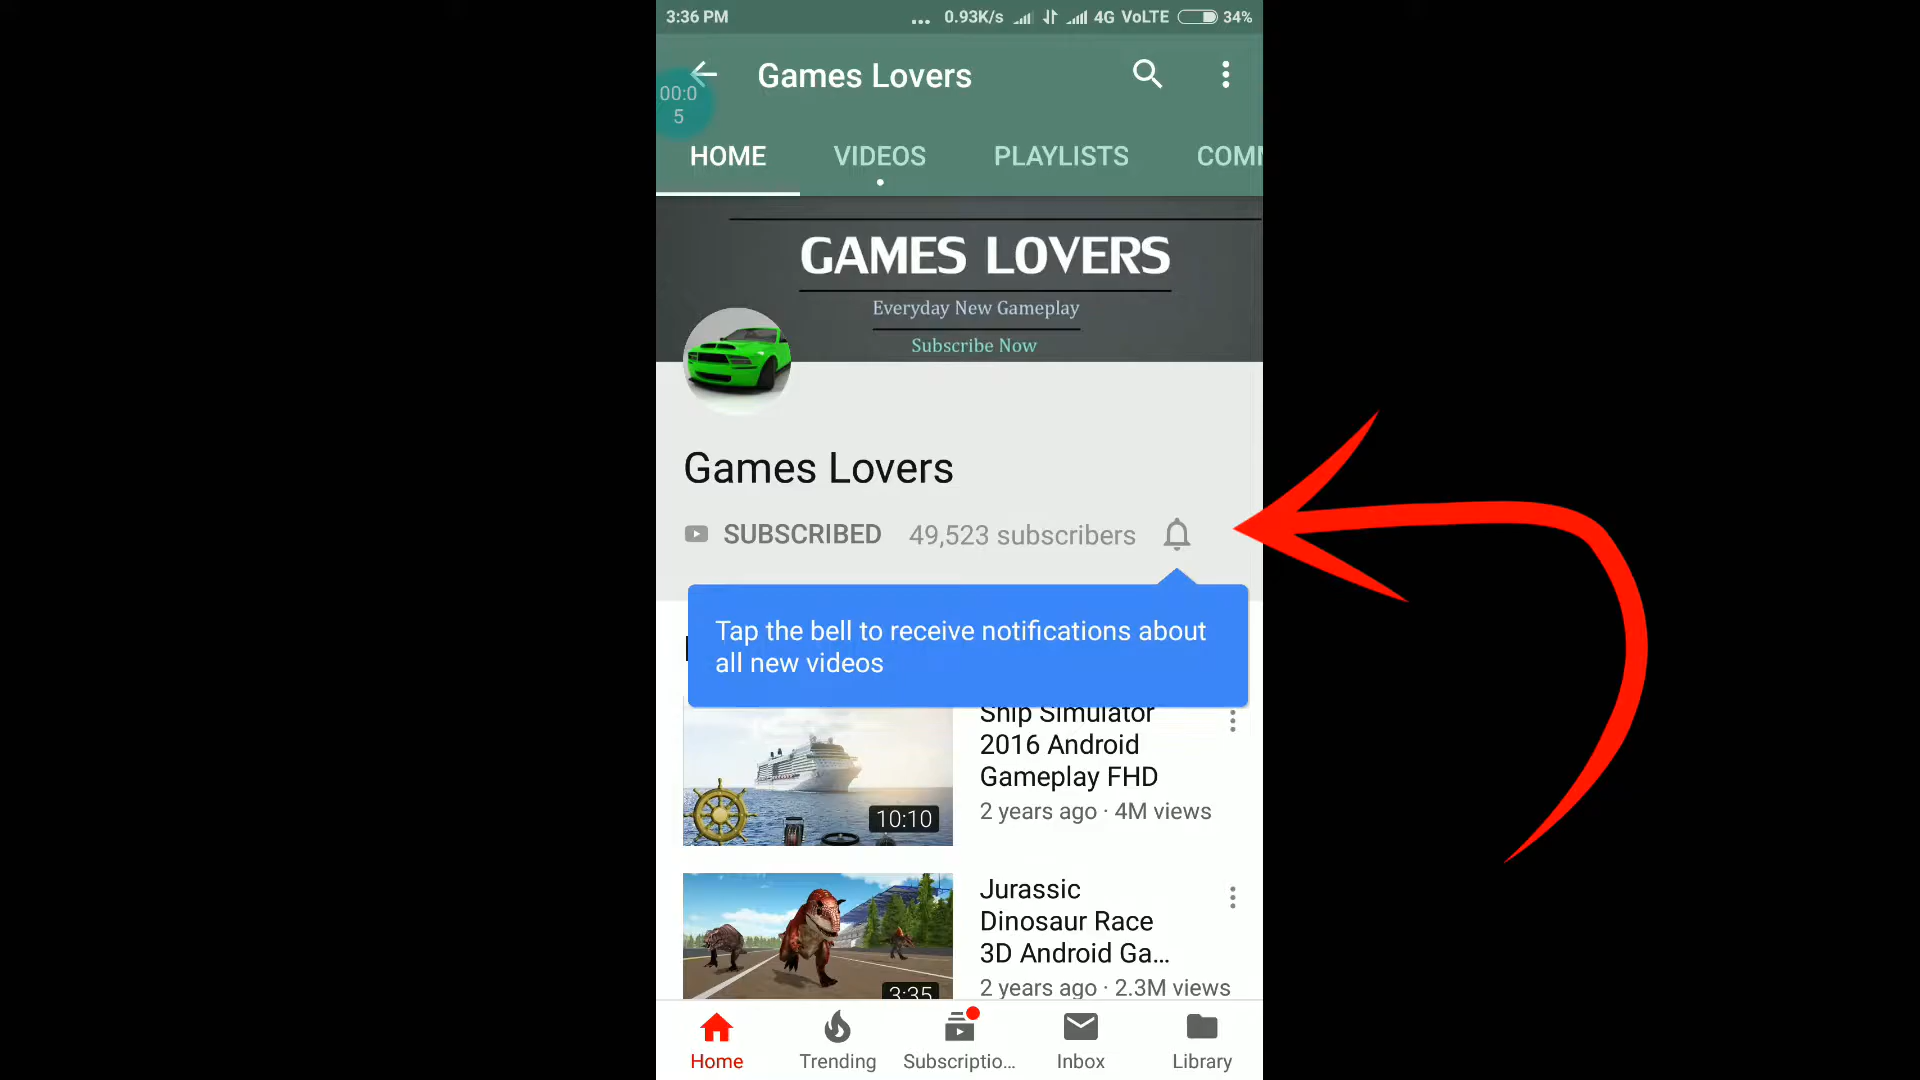 3:36 PM ... 0.93K/s 4G VoLTE 34%
Games Lovers
00:0
5
HOME VIDEOS PLAYLISTS COMM
GAMES LOVERS
Everyday New Gameplay
Subscribe Now
Games Lovers
SUBSCRIBED 49,523 subscribers
Tap the bell to receive notifications about
all new videos
Ship Simulator
2016 Android
Gameplay FHD
2 years ago · 4M views
10:10
Jurassic
Dinosaur Race
3D Android Ga...
2 years ago · 2.3M views
3:35
Home Trending Subscriptio... Inbox Library